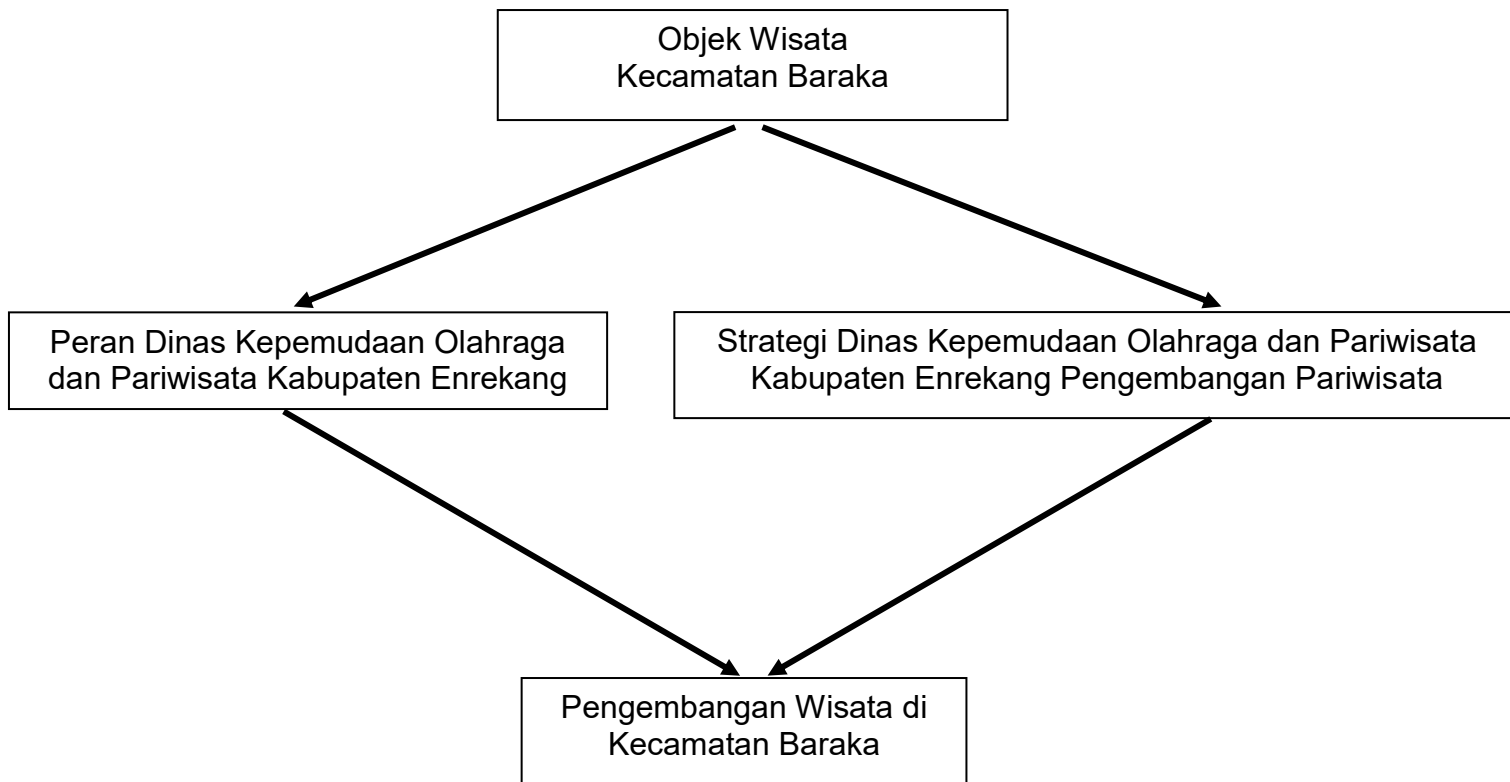 Objek Wisata
Kecamatan Baraka
Peran Dinas Kepemudaan Olahraga
dan Pariwisata Kabupaten Enrekang
Strategi Dinas Kepemudaan Olahraga dan Pariwisata
Kabupaten Enrekang Pengembangan Pariwisata
Pengembangan Wisata di
Kecamatan Baraka